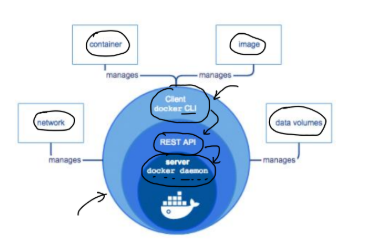 container
image
manages
manages
Client
docker CLI
network
data volumes
REST API
server
docker daemon
manages
manages